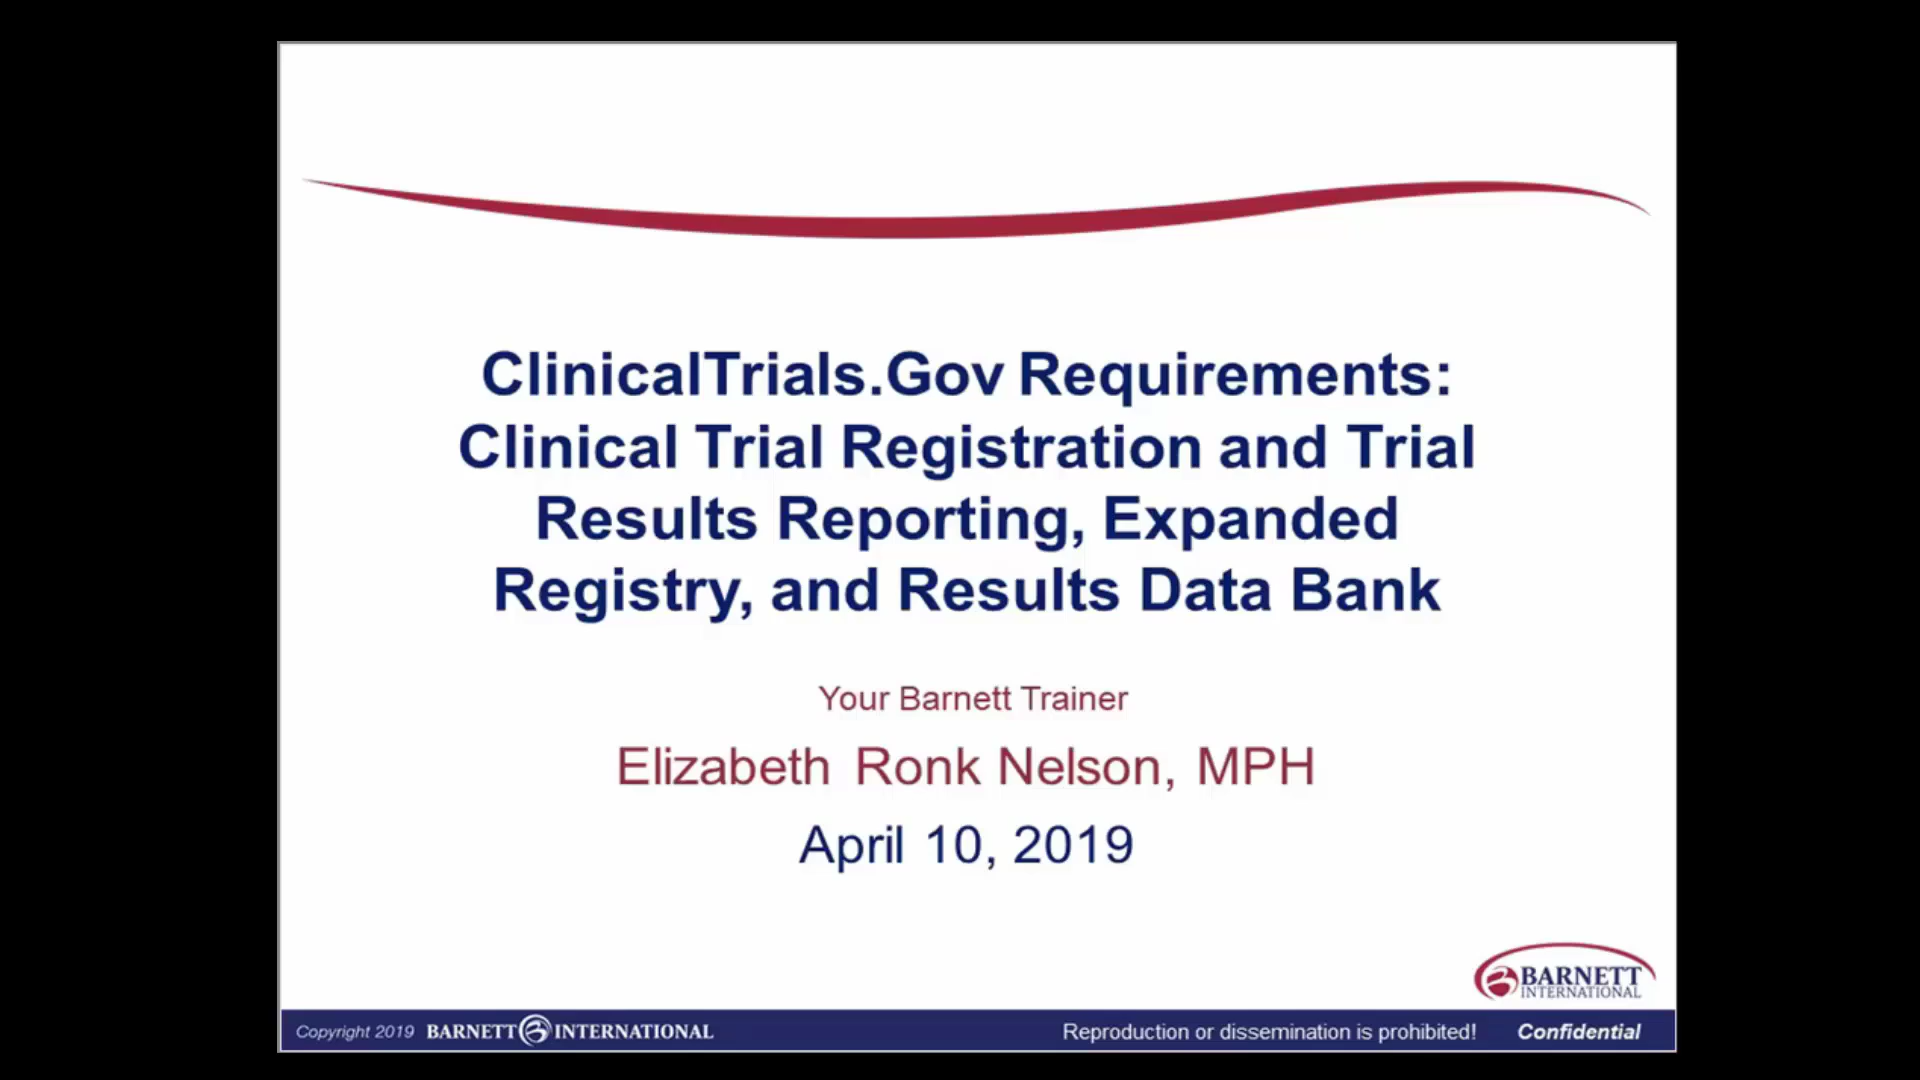 ClinicalTrials.Gov Requirements:
Clinical Trial Registration and Trial
Results Reporting, Expanded
Registry, and Results Data Bank
Your Barnett Trainer
Elizabeth Ronk Nelson, MPH
April 10, 2019
BARNETT
INTERNATIONAL
Copyright 2019 BARNETT INTERNATIONAL Reproduction or dissemination is prohibited! Confidential